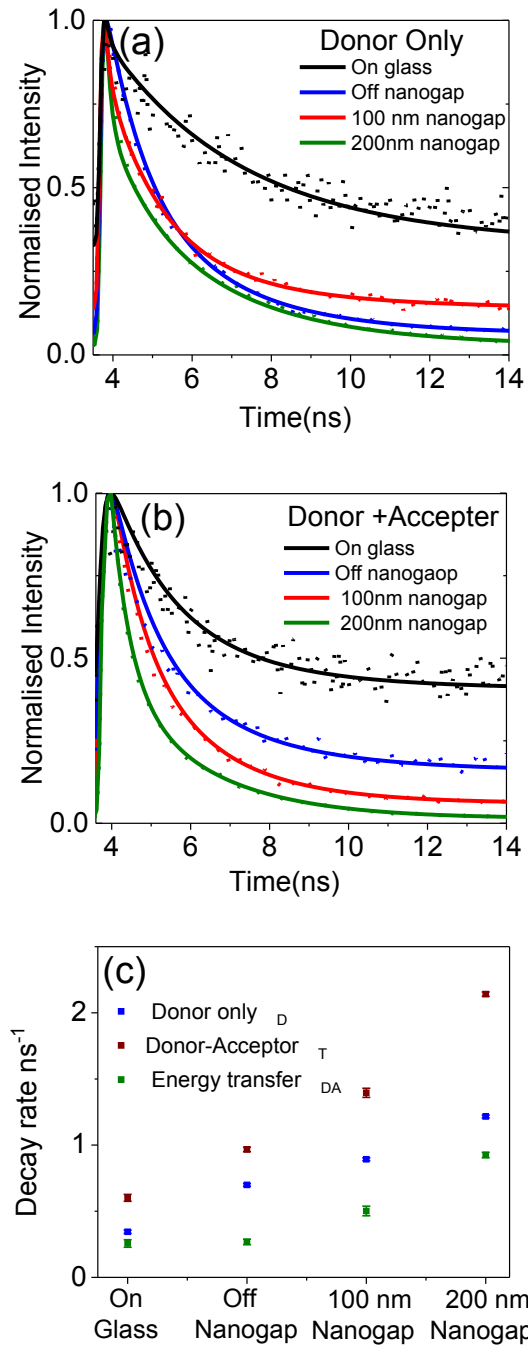 (a)
Donor Only
On glass
Off nanogap
100 nm nanogap
200nm nanogap
Normalised Intensity
1.0
0.5
0.0
4 6 8 10 12 14
Time(ns)
(b)
Donor +Accepter
On glass
Off nanogaop
100nm nanogap
200nm nanogap
Normalised Intensity
1.0
0.5
0.0
4 6 8 10 12 14
Time(ns)
(c)
Donor only D
Donor-Acceptor T
Energy transfer DA
Decay rate ns-1
2
1
0
On Glass
Off Nanogap
100 nm Nanogap
200 nm Nanogap